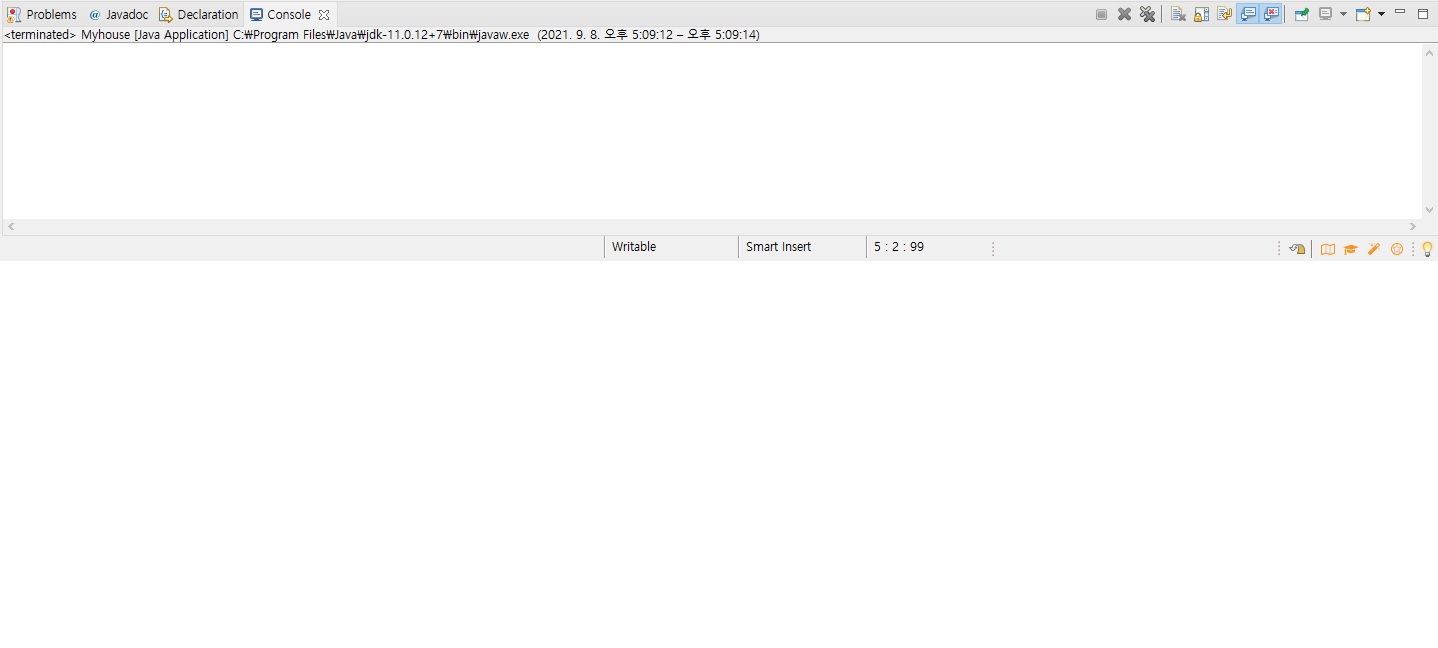 Problems @ Javadoc Declaration Console
<terminated> Myhouse [Java Application] C:₩Program Files₩Java₩jdk-11.0.12+7₩bin₩javaw.exe (2021. 9. 8. 오후 5:09:12 – 오후 5:09:14)
Writable Smart Insert 5 : 2 : 99